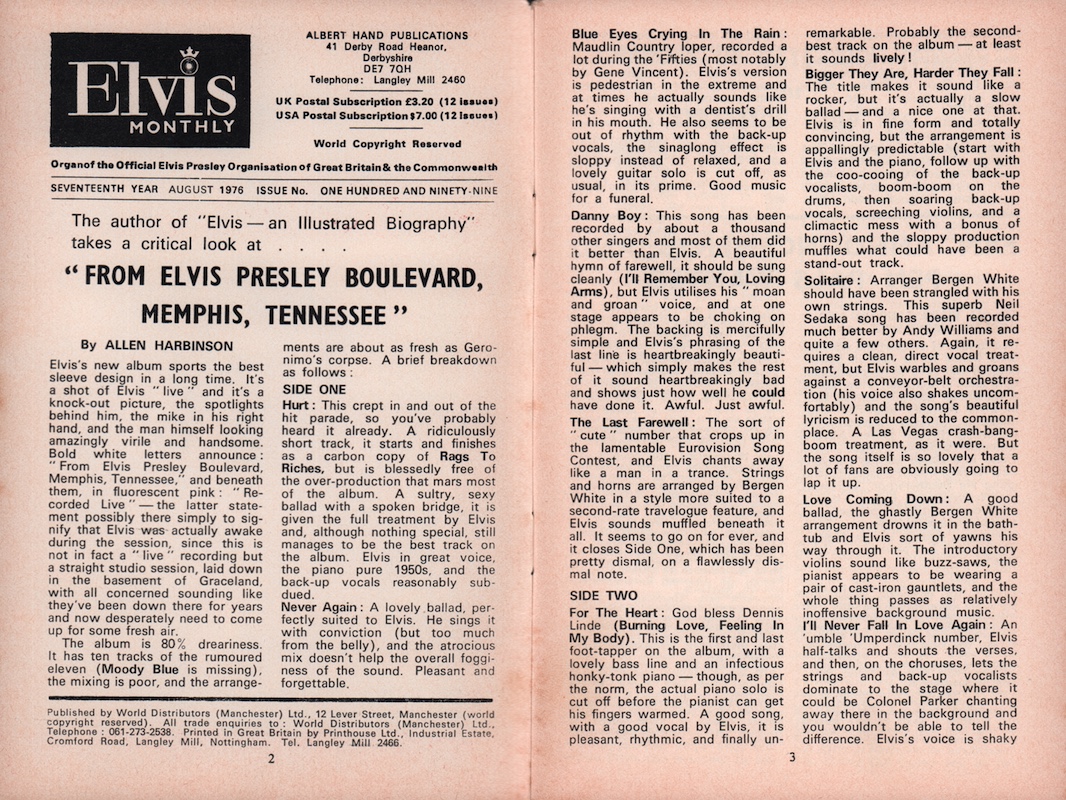 Elvis
MONTHLY
ALBERT HAND PUBLICATIONS
41 Derby Road Heanor,
Derbyshire
DE7 7QH
Telephone: Langley Mill 2460
UK Postal Subscription £3.20 (12 issues)
USA Postal Subscription $7.00 (12 issues)
World Copyright Reserved
Organ of the Official Elvis Presley Organisation of Great Britain & the Commonwealth
SEVENTEENTH YEAR AUGUST 1976 ISSUE No. ONE HUNDRED AND NINETY-NINE
The author of "Elvis — an Illustrated Biography"
takes a critical look at . . . .
" FROM ELVIS PRESLEY BOULEVARD,
MEMPHIS, TENNESSEE "
By ALLEN HARBINSON
Elvis's new album sports the best
sleeve design in a long time. It's
a shot of Elvis " live " and it's a
knock-out picture, the spotlights
behind him, the mike in his right
hand, and the man himself looking
amazingly virile and handsome.
Bold white letters announce :
" From Elvis Presley Boulevard,
Memphis, Tennessee," and beneath
them, in fluorescent pink : " Re-
corded Live " — the latter state-
ment possibly there simply to sig-
nify that Elvis was actually awake
during the session, since this is
not in fact a " live " recording but
a straight studio session, laid down
in the basement of Graceland,
with all concerned sounding like
they've been down there for years
and now desperately need to come
up for some fresh air.
The album is 80% dreariness.
It has ten tracks of the rumoured
eleven (Moody Blue is missing),
the mixing is poor, and the arrange-
ments are about as fresh as Gero-
nimo's corpse. A brief breakdown
as follows :
SIDE ONE
Hurt : This crept in and out of the
hit parade, so you've probably
heard it already. A ridiculously
short track, it starts and finishes
as a carbon copy of Rags To
Riches, but is blessedly free of
the over-production that mars most
of the album. A sultry, sexy
ballad with a spoken bridge, it is
given the full treatment by Elvis
and, although nothing special, still
manages to be the best track on
the album. Elvis in great voice,
the piano pure 1950s, and the
back-up vocals reasonably sub-
dued.
Never Again : A lovely ballad, per-
fectly suited to Elvis. He sings it
with conviction (but too much
from the belly), and the atrocious
mix doesn't help the overall foggi-
ness of the sound. Pleasant and
forgettable.
Published by World Distributors (Manchester) Ltd., 12 Lever Street, Manchester (world
copyright reserved). All trade enquiries to : World Distributors (Manchester) Ltd.,
Telephone : 061-273-2538. Printed in Great Britain by Printhouse Ltd., Industrial Estate,
Cromford Road, Langley Mill, Nottingham. Tel. Langley Mill 2466.
2
Blue Eyes Crying In The Rain :
Maudlin Country loper, recorded a
lot during the 'Fifties (most notably
by Gene Vincent). Elvis's version
is pedestrian in the extreme and
at times he actually sounds like
he's singing with a dentist's drill
in his mouth. He also seems to be
out of rhythm with the back-up
vocals, the sinaglong effect is
sloppy instead of relaxed, and a
lovely guitar solo is cut off, as
usual, in its prime. Good music
for a funeral.
Danny Boy : This song has been
recorded by about a thousand
other singers and most of them did
it better than Elvis. A beautiful
hymn of farewell, it should be sung
cleanly (I'll Remember You, Loving
Arms), but Elvis utilises his " moan
and groan " voice, and at one
stage appears to be choking on
phlegm. The backing is mercifully
simple and Elvis's phrasing of the
last line is heartbreakingly beauti-
ful — which simply makes the rest
of it sound heartbreakingly bad
and shows just how well he could
have done it. Awful. Just awful.
The Last Farewell : The sort of
" cute " number that crops up in
the lamentable Eurovision Song
Contest, and Elvis chants away
like a man in a trance. Strings
and horns are arranged by Bergen
White in a style more suited to a
second-rate travelogue feature, and
Elvis sounds muffled beneath it
all. It seems to go on for ever, and
it closes Side One, which has been
pretty dismal, on a flawlessly dis-
mal note.
SIDE TWO
For The Heart : God bless Dennis
Linde (Burning Love, Feeling In
My Body). This is the first and last
foot-tapper on the album, with a
lovely bass line and an infectious
honky-tonk piano — though, as per
the norm, the actual piano solo is
cut off before the pianist can get
his fingers warmed. A good song,
with a good vocal by Elvis, it is
pleasant, rhythmic, and finally un-
remarkable. Probably the second-
best track on the album — at least
it sounds lively !
Bigger They Are, Harder They Fall :
The title makes it sound like a
rocker, but it's actually a slow
ballad — and a nice one at that.
Elvis is in fine form and totally
convincing, but the arrangement is
appallingly predictable (start with
Elvis and the piano, follow up with
the coo-cooing of the back-up
vocalists, boom-boom on the
drums, then soaring back-up
vocals, screeching violins, and a
climactic mess with a bonus of
horns) and the sloppy production
muffles what could have been a
stand-out track.
Solitaire : Arranger Bergen White
should have been strangled with his
own strings. This superb Neil
Sedaka song has been recorded
much better by Andy Williams and
quite a few others. Again, it re-
quires a clean, direct vocal treat-
ment, but Elvis warbles and groans
against a conveyor-belt orchestra-
tion (his voice also shakes uncom-
fortably) and the song's beautiful
lyricism is reduced to the common-
place. A Las Vegas crash-bang-
boom treatment, as it were. But
the song itself is so lovely that a
lot of fans are obviously going to
lap it up.
Love Coming Down : A good
ballad, the ghastly Bergen White
arrangement drowns it in the bath-
tub and Elvis sort of yawns his
way through it. The introductory
violins sound like buzz-saws, the
pianist appears to be wearing a
pair of cast-iron gauntlets, and the
whole thing passes as relatively
inoffensive background music.
I'll Never Fall In Love Again : An
'umble 'Umperdinck number, Elvis
half-talks and shouts the verses,
and then, on the choruses, lets the
strings and back-up vocalists
dominate to the stage where it
could be Colonel Parker chanting
away there in the background and
you wouldn't be able to tell the
difference. Elvis's voice is shaky
3